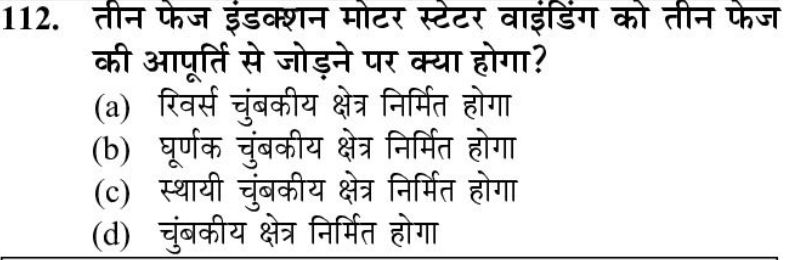 112. तीन फेज इंडक्शन मोटर स्टेटर वाइंडिंग को तीन फेज
की आपूर्ति से जोड़ने पर क्या होगा?
(a) रिवर्स चुंबकीय क्षेत्र निर्मित होगा
(b) घूर्णक चुंबकीय क्षेत्र निर्मित होगा
(c) स्थायी चुंबकीय क्षेत्र निर्मित होगा
(d) चुंबकीय क्षेत्र निर्मित होगा